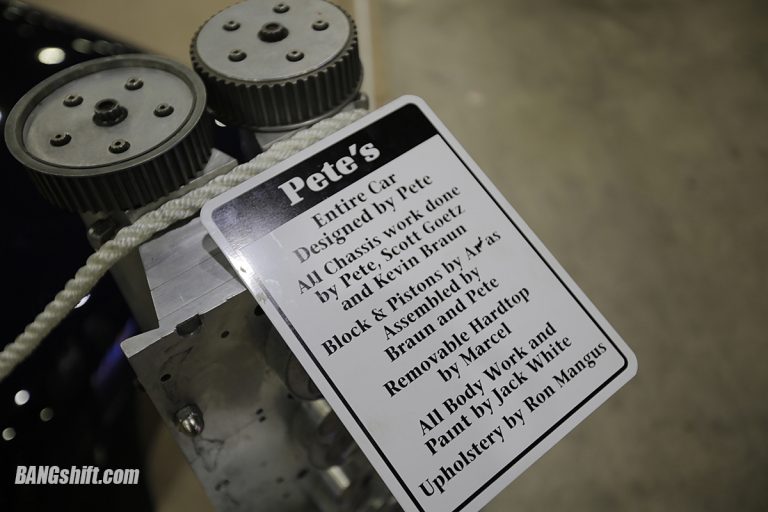 Pete's
Entire Car
Designed by Pete
All Chassis work done
by Pete, Scott Goetz
and Kevin Braun
Block & Pistons by
Assembled by
Braun and Pete
Removable Hardtop
by Marcel
All Body Work and
Paint by Jack White
Upholstery by Ron Mangus
BANGshift.com